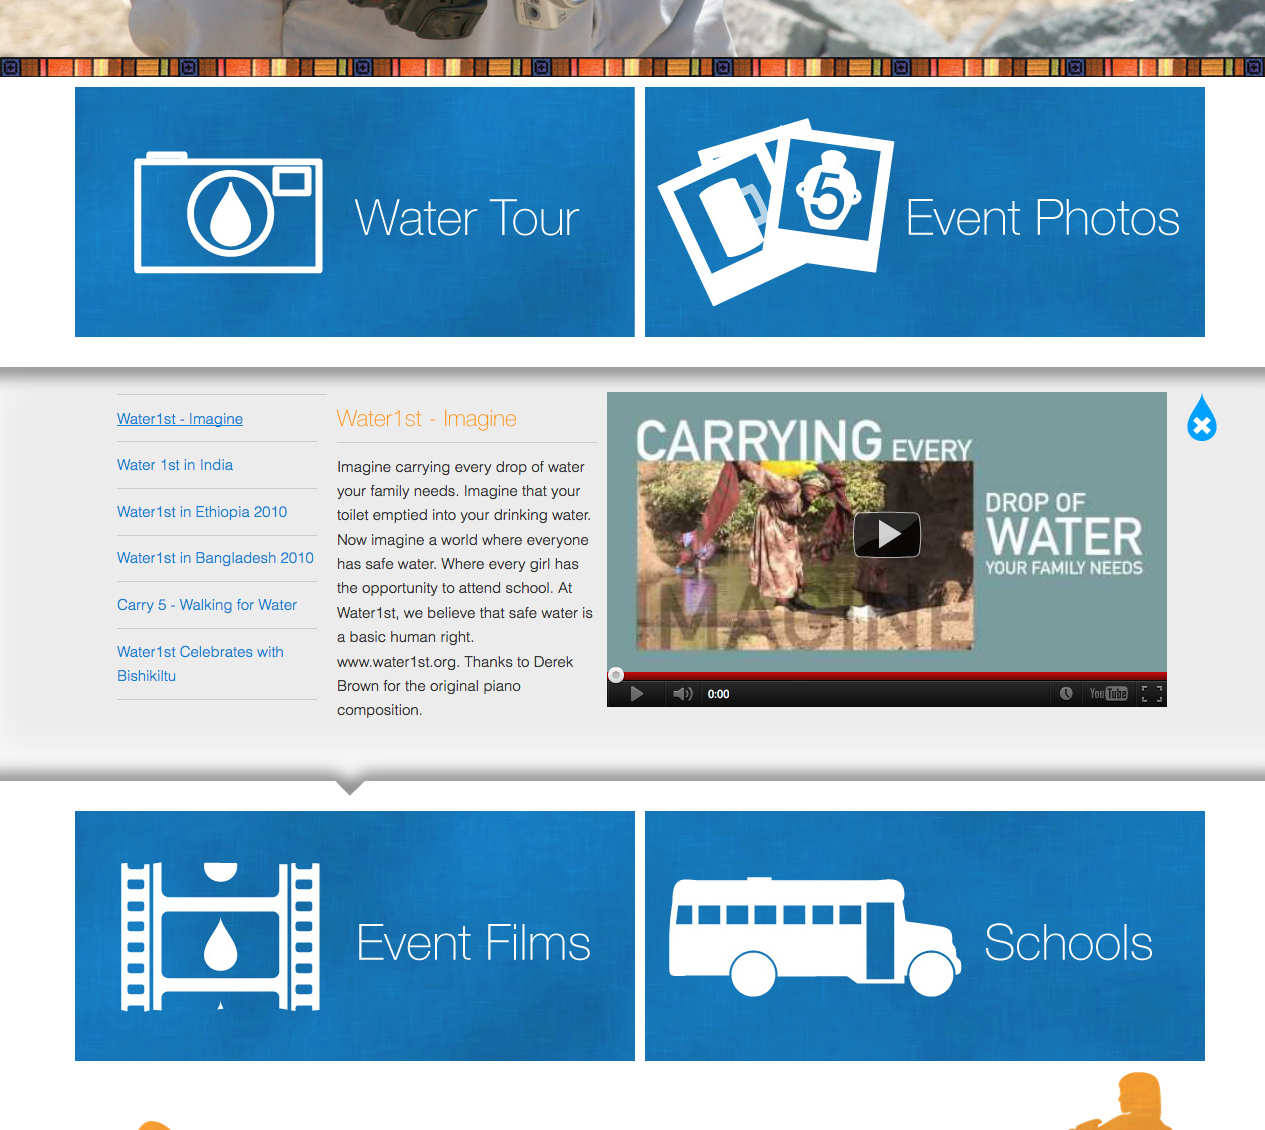 Water Tour
5
Event Photos
Water1st - Imagine
Water 1st in India
Water1st in Ethiopia 2010
Water1st in Bangladesh 2010
Carry 5 - Walking for Water
Water1st Celebrates with
Bishikiltu
Water1st - Imagine
Imagine carrying every drop of water
your family needs. Imagine that your
toilet emptied into your drinking water.
Now imagine a world where everyone
has safe water. Where every girl has
the opportunity to attend school. At
Water1st, we believe that safe water is
a basic human right.
www.water1st.org. Thanks to Derek
Brown for the original piano
composition.
CARRYING EVERY
DROP OF
WATER
YOUR FAMILY NEEDS
IMAGINE
0:00
YouTube
Event Films
Schools